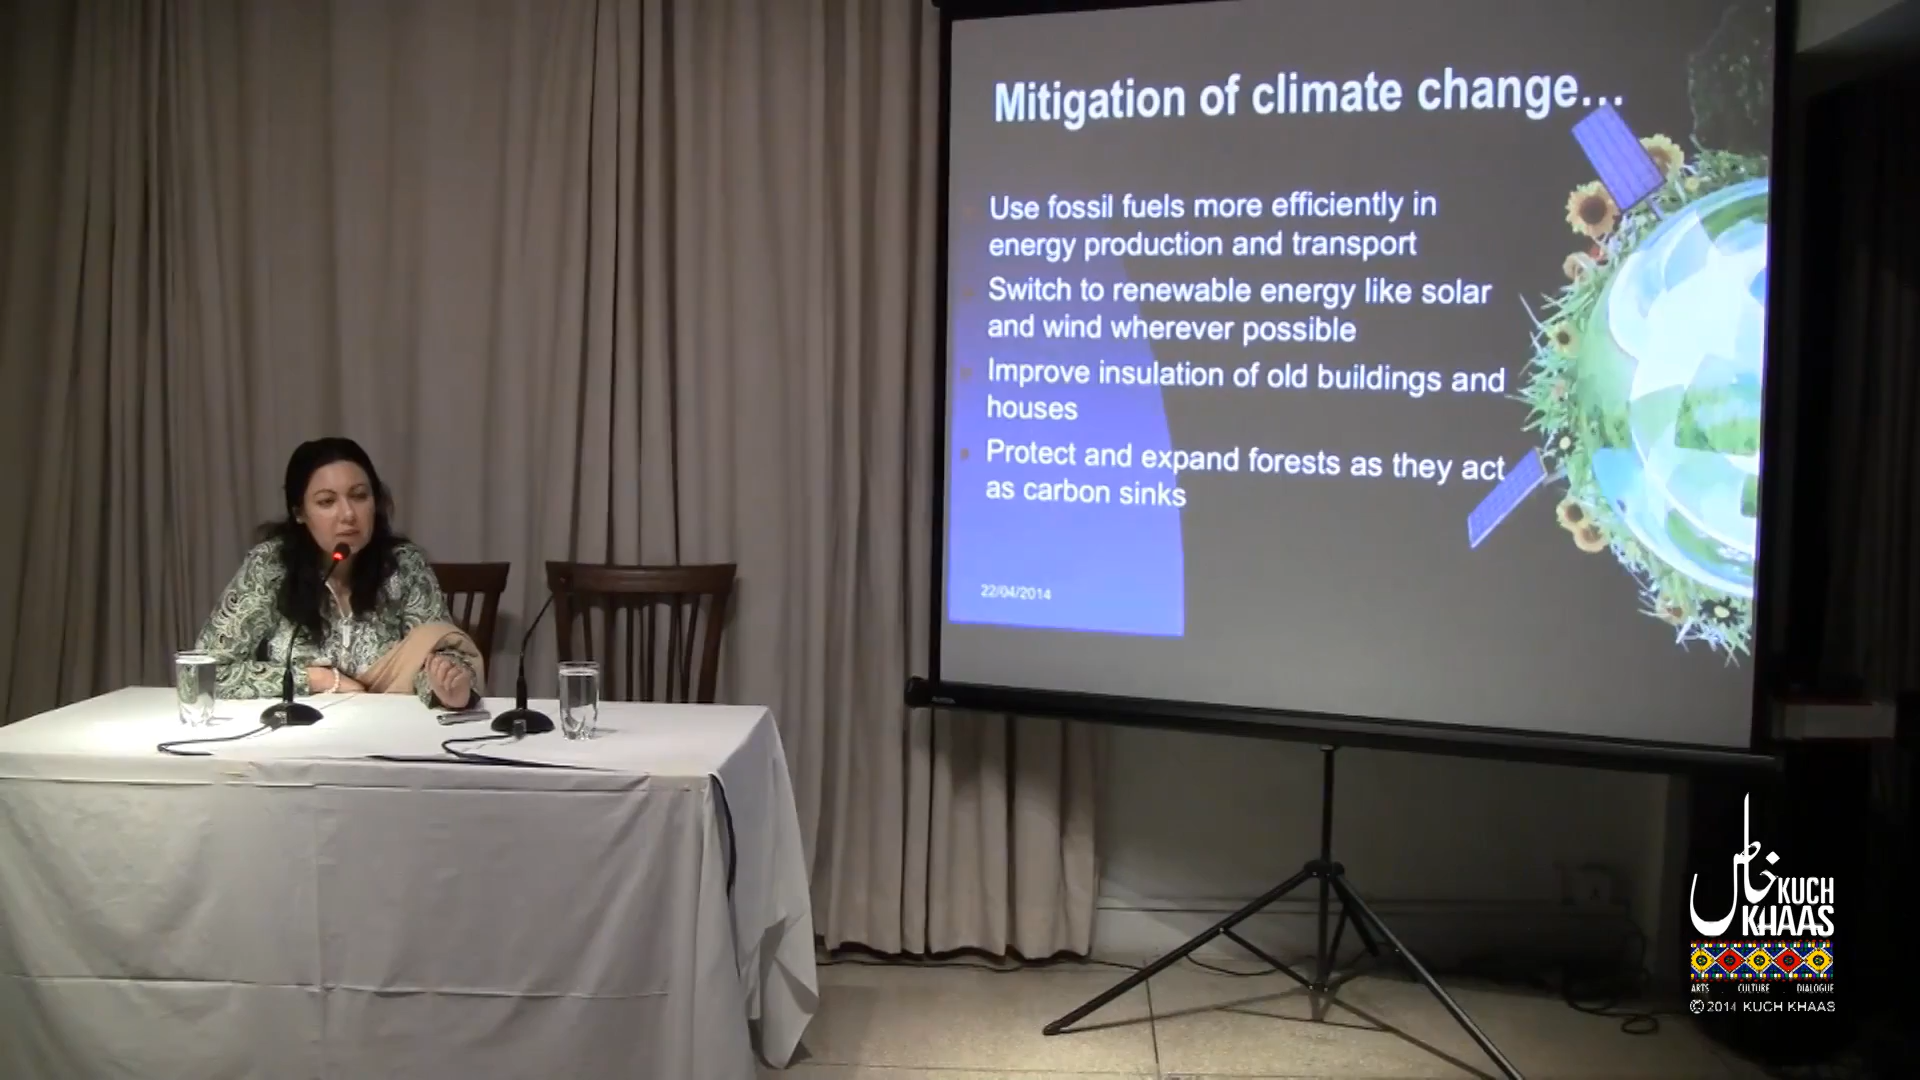 Mitigation of climate change...
Use fossil fuels more efficiently in
energy production and transport
Switch to renewable energy like solar
and wind wherever possible
Improve insulation of old buildings and
houses
Protect and expand forests as they act
as carbon sinks
22/04/2014
خاص KUCH
KHAAS
ARTS CULTURE DIALOGUE
© 2014 KUCH KHAAS